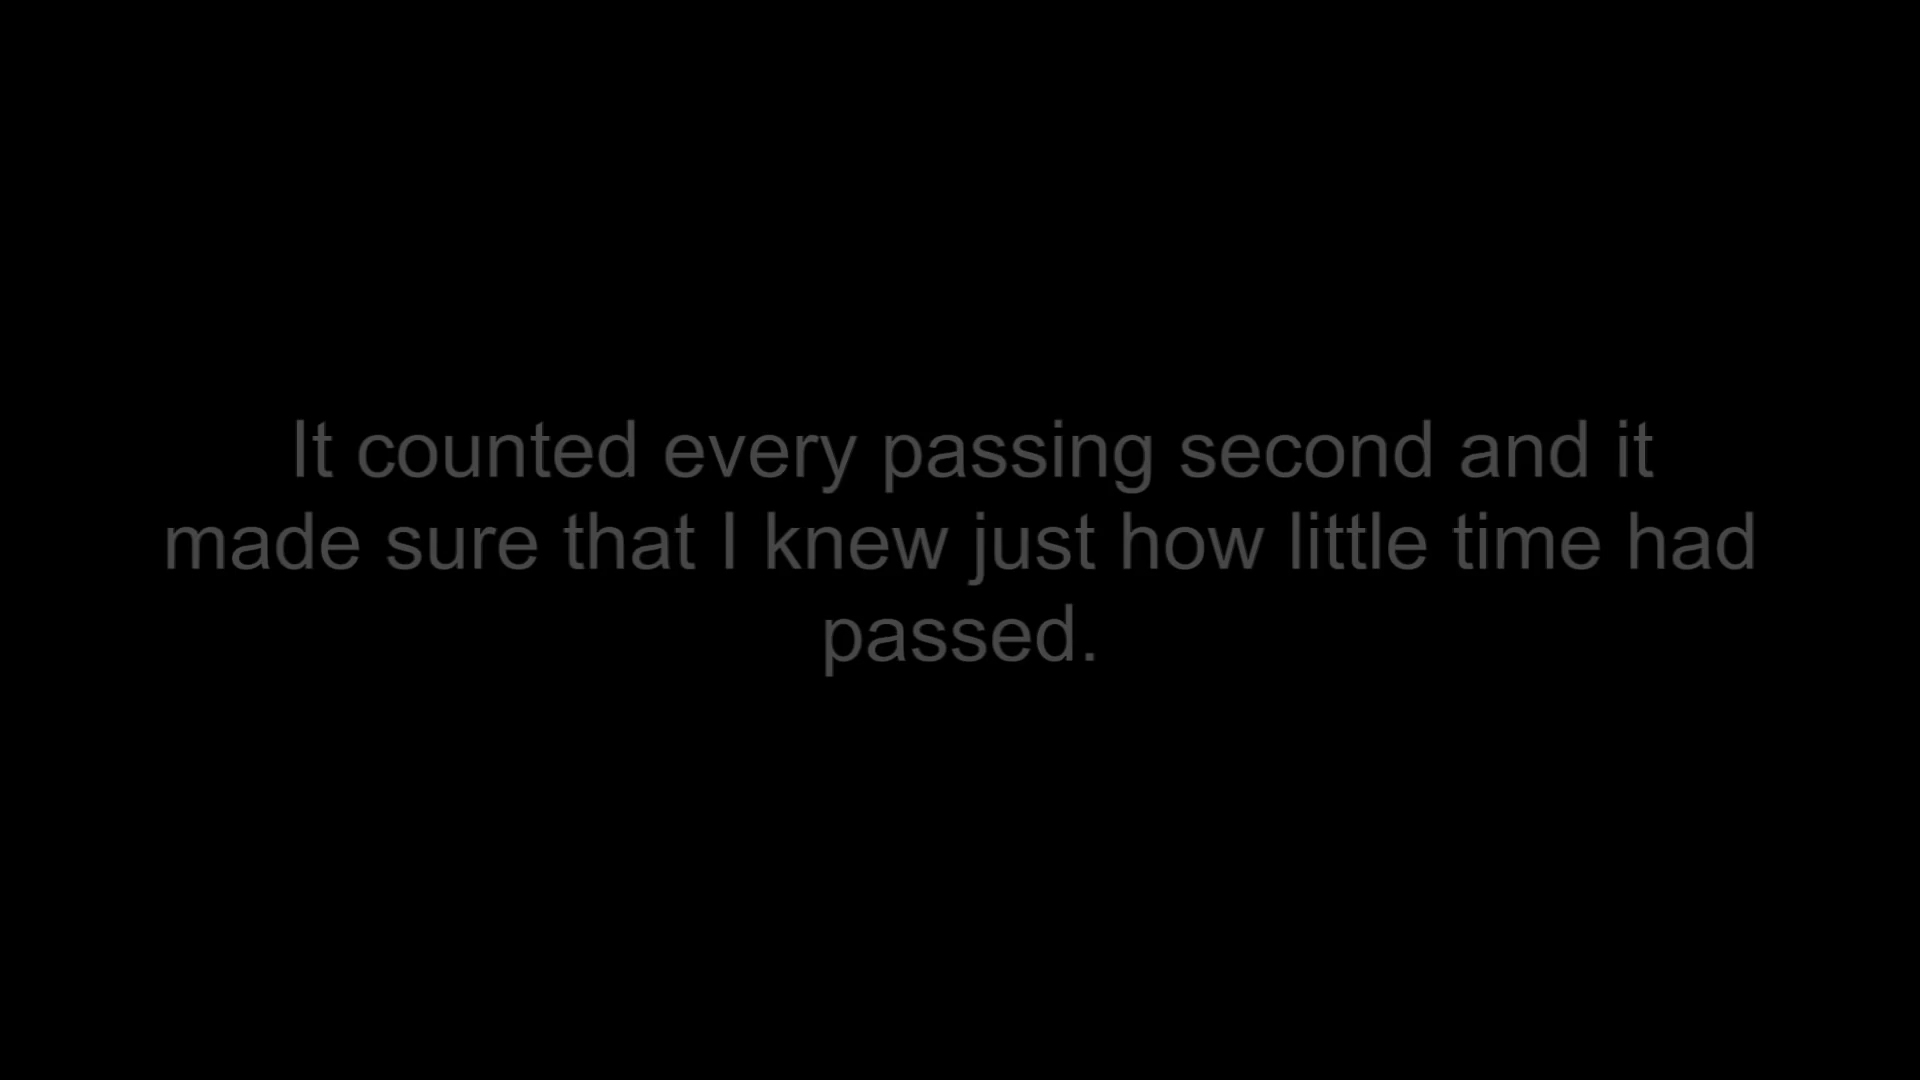 It counted every passing second and it
made sure that I knew just how little time had
passed.